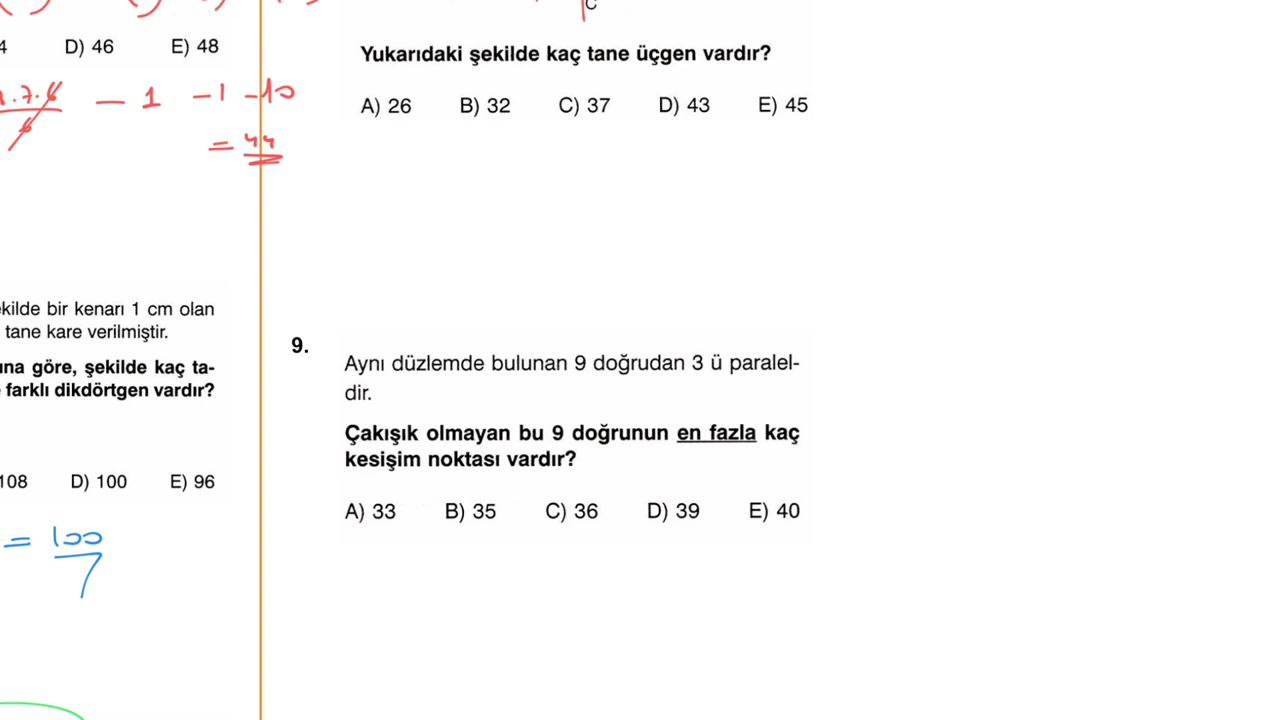 C
4 D) 46 E) 48
Yukarıdaki şekilde kaç tane üçgen vardır?
A) 26 B) 32 C) 37 D) 43 E) 45
.7.6 — 1 -1 -10
6
= 44
kilde bir kenarı 1 cm olan
tane kare verilmiştir.
una göre, şekilde kaç ta-
farklı dikdörtgen vardır?
108 D) 100 E) 96
= 100
9.
Aynı düzlemde bulunan 9 doğrudan 3 ü paralel-
dir.
Çakışık olmayan bu 9 doğrunun en fazla kaç
kesişim noktası vardır?
A) 33 B) 35 C) 36 D) 39 E) 40